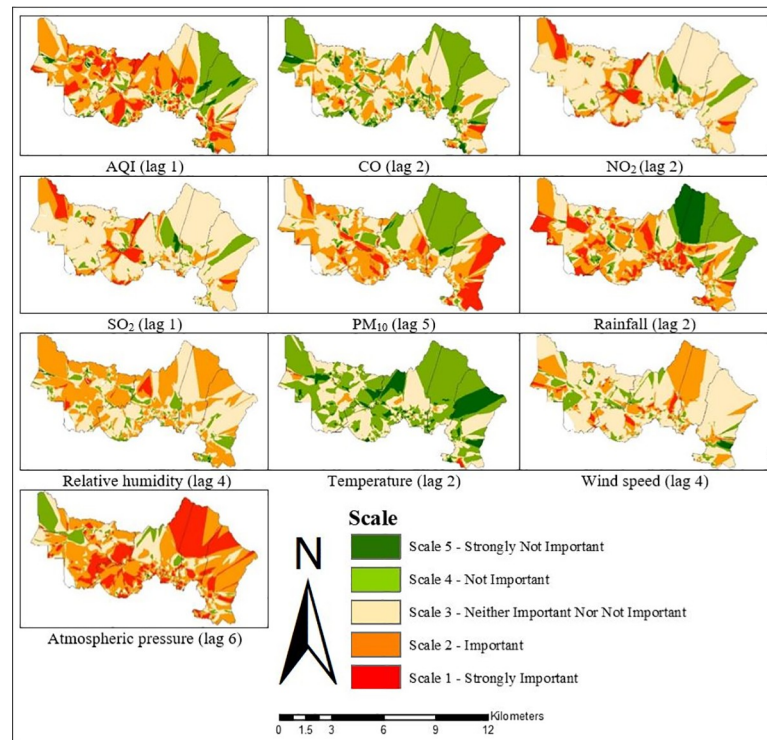 AQI (lag 1)
CO (lag 2)
NO₂ (lag 2)
SO₂ (lag 1)
PM₁₀ (lag 5)
Rainfall (lag 2)
Relative humidity (lag 4)
Temperature (lag 2)
Wind speed (lag 4)
Atmospheric pressure (lag 6)
N
Scale
Scale 5 - Strongly Not Important
Scale 4 - Not Important
Scale 3 - Neither Important Nor Not Important
Scale 2 - Important
Scale 1 - Strongly Important
Kilometers
0 1.5 3 6 9 12